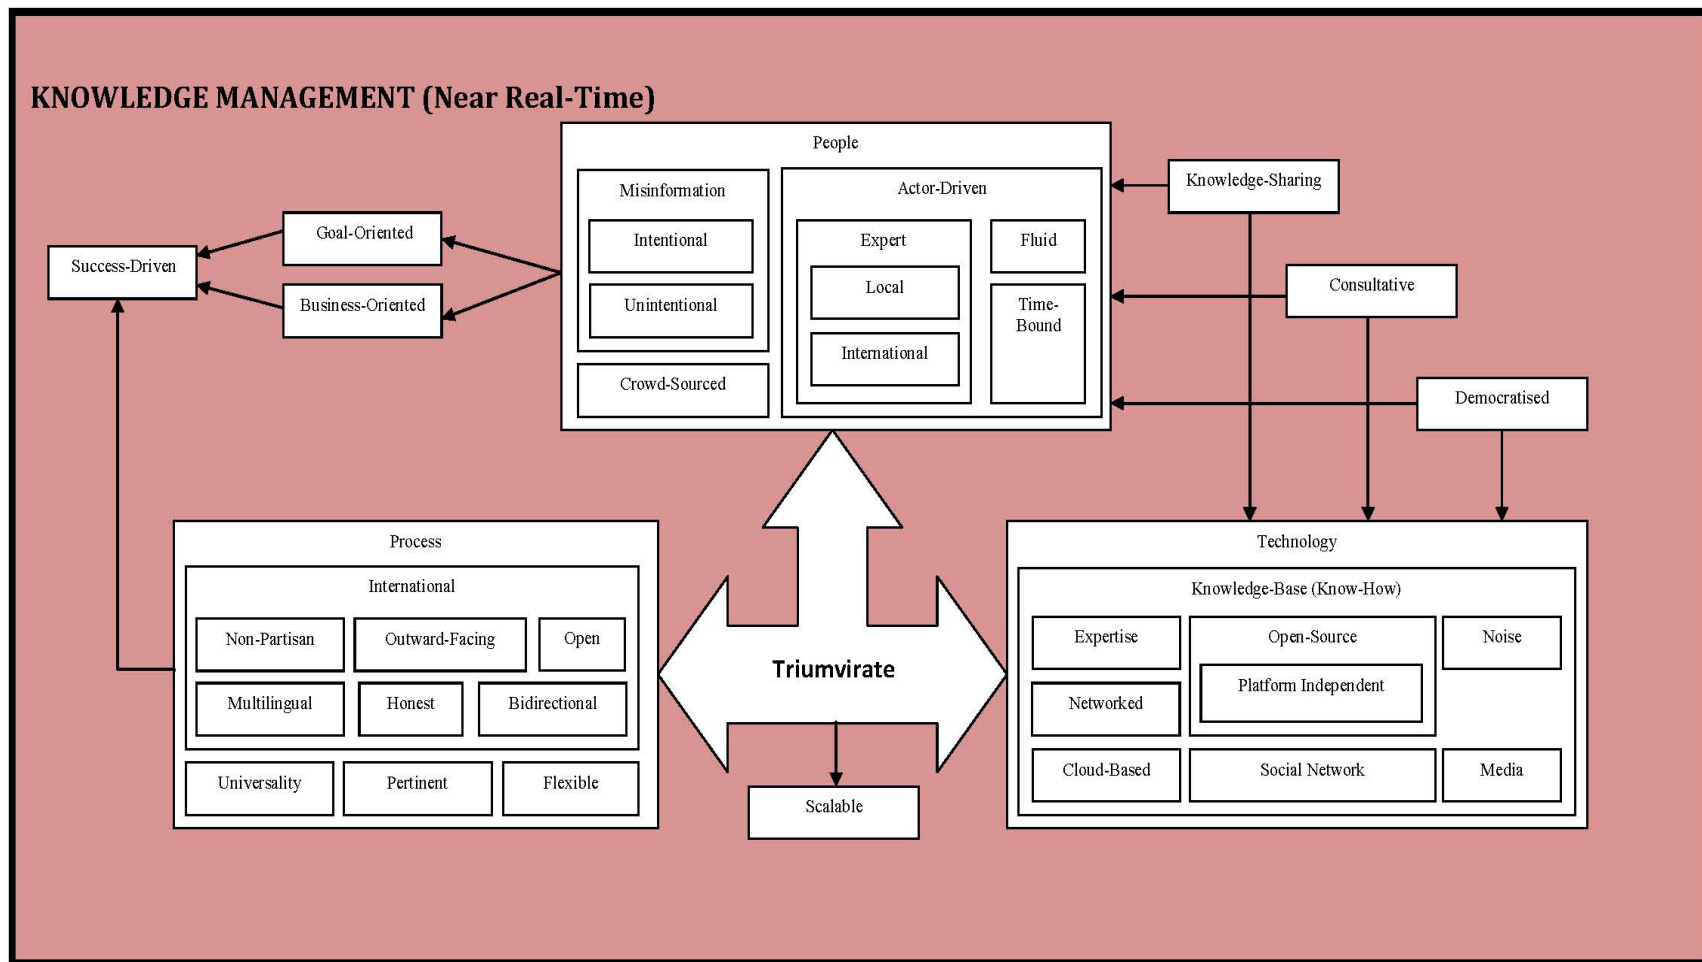 KNOWLEDGE MANAGEMENT (Near Real-Time)
People
Misinformation
Intentional
Unintentional
Crowd-Sourced
Actor-Driven
Expert
Local
International
Fluid
Time-
Bound
Knowledge-Sharing
Consultative
Democratised
Goal-Oriented
Business-Oriented
Success-Driven
Process
International
Non-Partisan
Outward-Facing
Open
Multilingual
Honest
Bidirectional
Universality
Pertinent
Flexible
Triumvirate
Scalable
Technology
Knowledge-Base (Know-How)
Expertise
Open-Source
Noise
Platform Independent
Networked
Cloud-Based
Social Network
Media